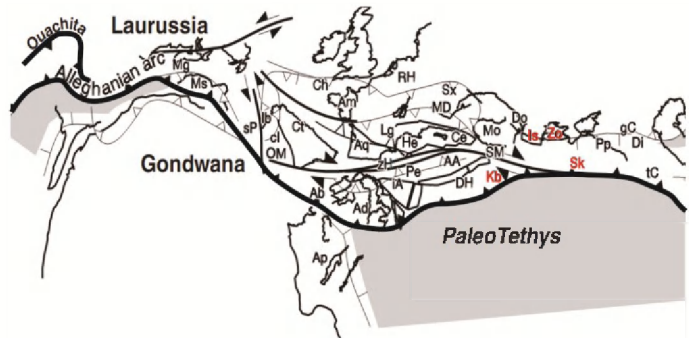 Laurussia
Ouachita
Alleghanian arc
Mg
Ms
Gondwana
sP
Ib
cI
Ct
OM
Ch
RH
Am
Sx
MD
Lg
He
Ce
Mo
Do
Is
Zo
Pp
gC
Di
Aq
zH
Pe
AA
SM
IA
DH
Kb
Sk
tC
Ab
Ad
Ap
PaleoTethys